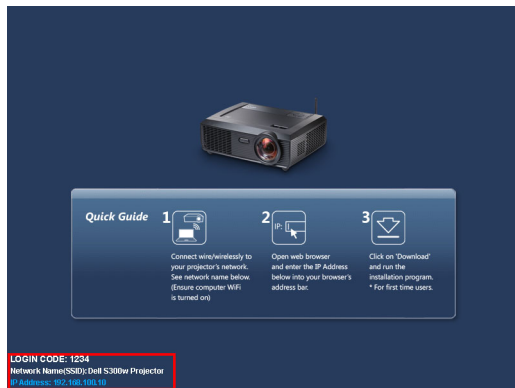 Quick Guide
1
Connect wire/wirelessly to
your projector's network.
See network name below.
(Ensure computer WiFi
is turned on)
2
IP:
Open web browser
and enter the IP Address
below into your browser's
address bar.
3
Click on 'Download'
and run the
installation program.
* For first time users.
LOGIN CODE: 1234
Network Name(SSID): Dell S300w Projector
IP Address: 192.168.100.10